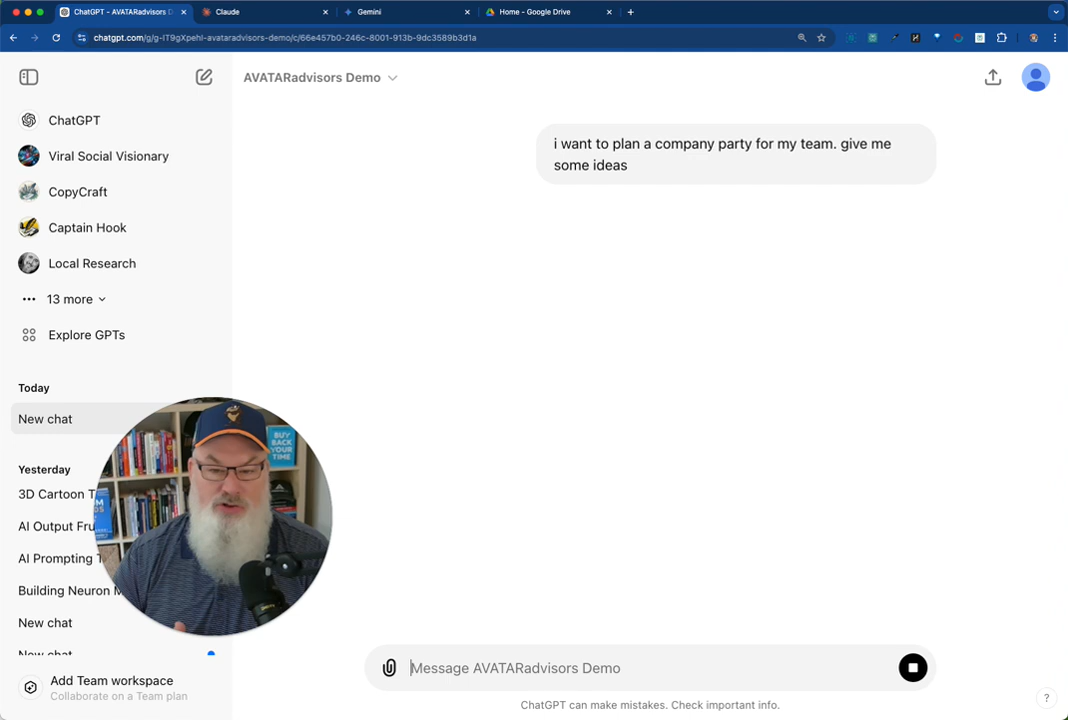 ChatGPT - AVATARadvisors D
Claude
Gemini
Home - Google Drive
chatgpt.com/g/g-IT9gXpehl-avataradvisors-demo/c/66e457b0-246c-8001-913b-9dc3589b3d1a
AVATARadvisors Demo
ChatGPT
Viral Social Visionary
CopyCraft
Captain Hook
Local Research
13 more
Explore GPTs
Today
New chat
Yesterday
3D Cartoon T
AI Output Fru
AI Prompting T
Building Neuron M
New chat
New chat
Add Team workspace
Collaborate on a Team plan
i want to plan a company party for my team. give me
some ideas
BUY
BACK
YOUR
TIME
Message AVATARadvisors Demo
ChatGPT can make mistakes. Check important info.
?